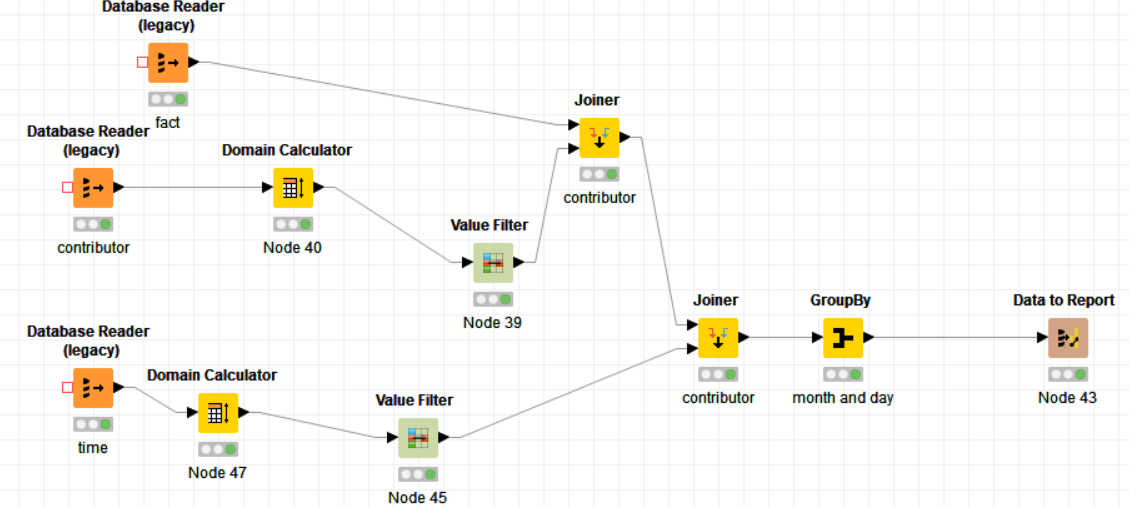 Database Reader
(legacy)
fact
Database Reader
(legacy)
contributor
Domain Calculator
Node 40
Value Filter
Node 39
Joiner
contributor
Database Reader
(legacy)
time
Domain Calculator
Node 47
Value Filter
Node 45
Joiner
contributor
GroupBy
month and day
Data to Report
Node 43